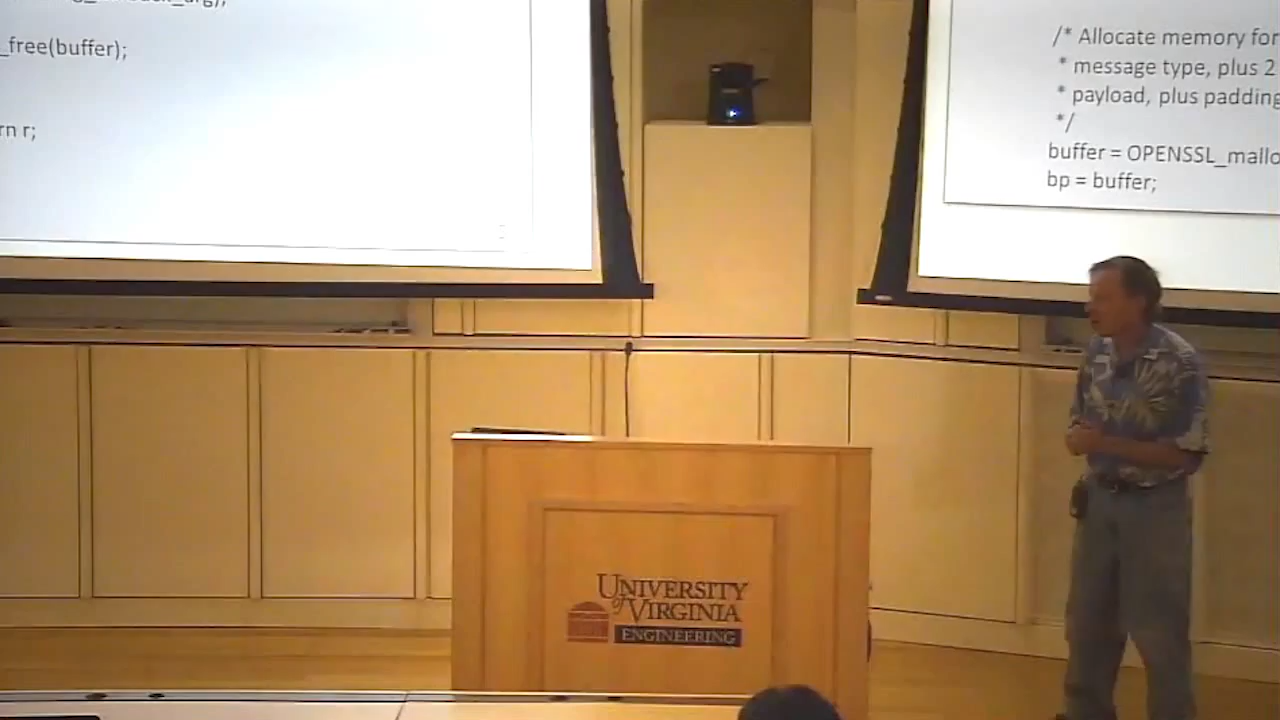 _free(buffer);
rn r;
/* Allocate memory for
* message type, plus 2
* payload, plus padding
*/
buffer = OPENSSL_mallo
bp = buffer;
UNIVERSITY
of VIRGINIA
ENGINEERING